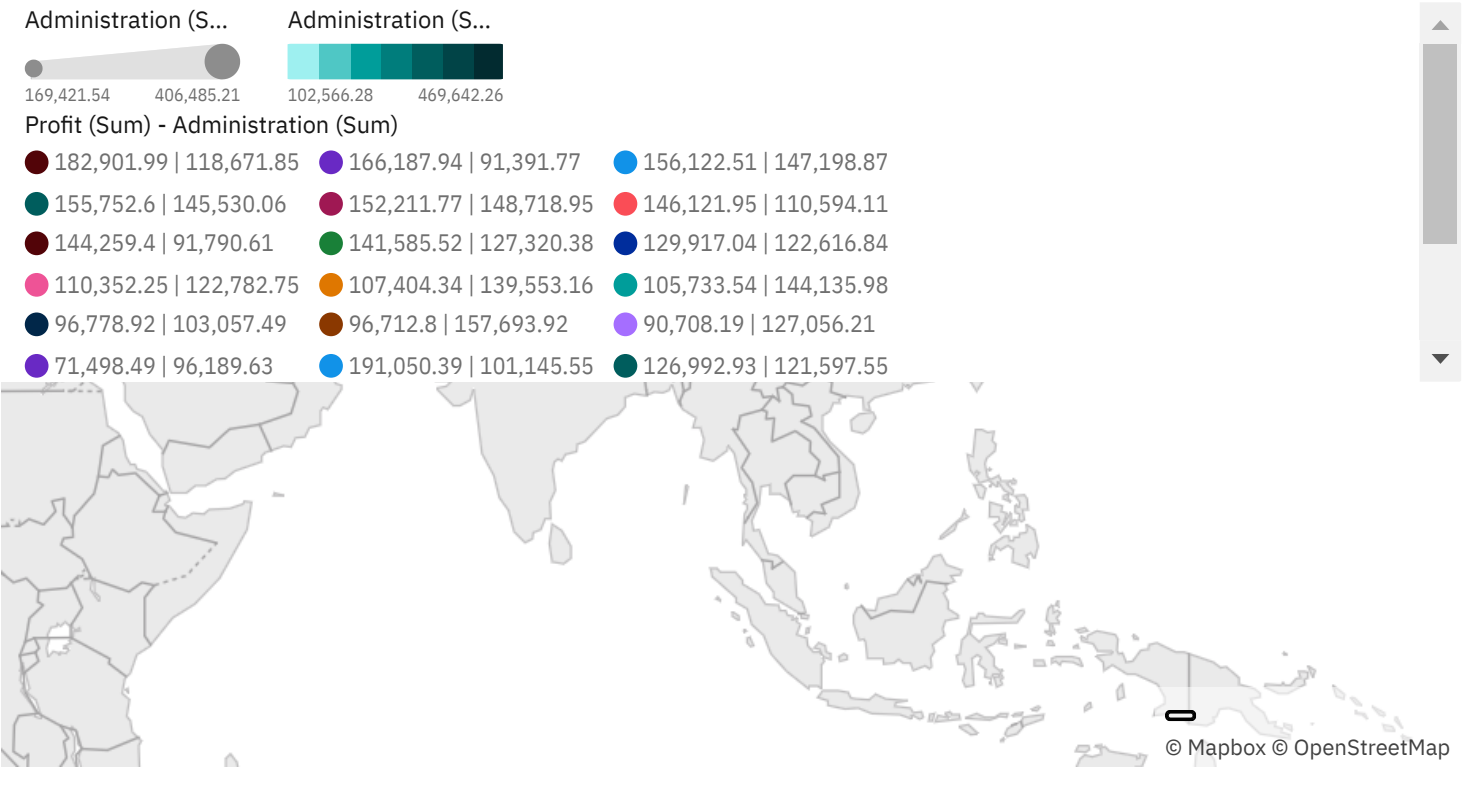 Administration (S... Administration (S...
169,421.54 406,485.21 102,566.28 469,642.26
Profit (Sum) - Administration (Sum)
182,901.99 | 118,671.85 166,187.94 | 91,391.77 156,122.51 | 147,198.87
155,752.6 | 145,530.06 152,211.77 | 148,718.95 146,121.95 | 110,594.11
144,259.4 | 91,790.61 141,585.52 | 127,320.38 129,917.04 | 122,616.84
110,352.25 | 122,782.75 107,404.34 | 139,553.16 105,733.54 | 144,135.98
96,778.92 | 103,057.49 96,712.8 | 157,693.92 90,708.19 | 127,056.21
71,498.49 | 96,189.63 191,050.39 | 101,145.55 126,992.93 | 121,597.55
© Mapbox © OpenStreetMap